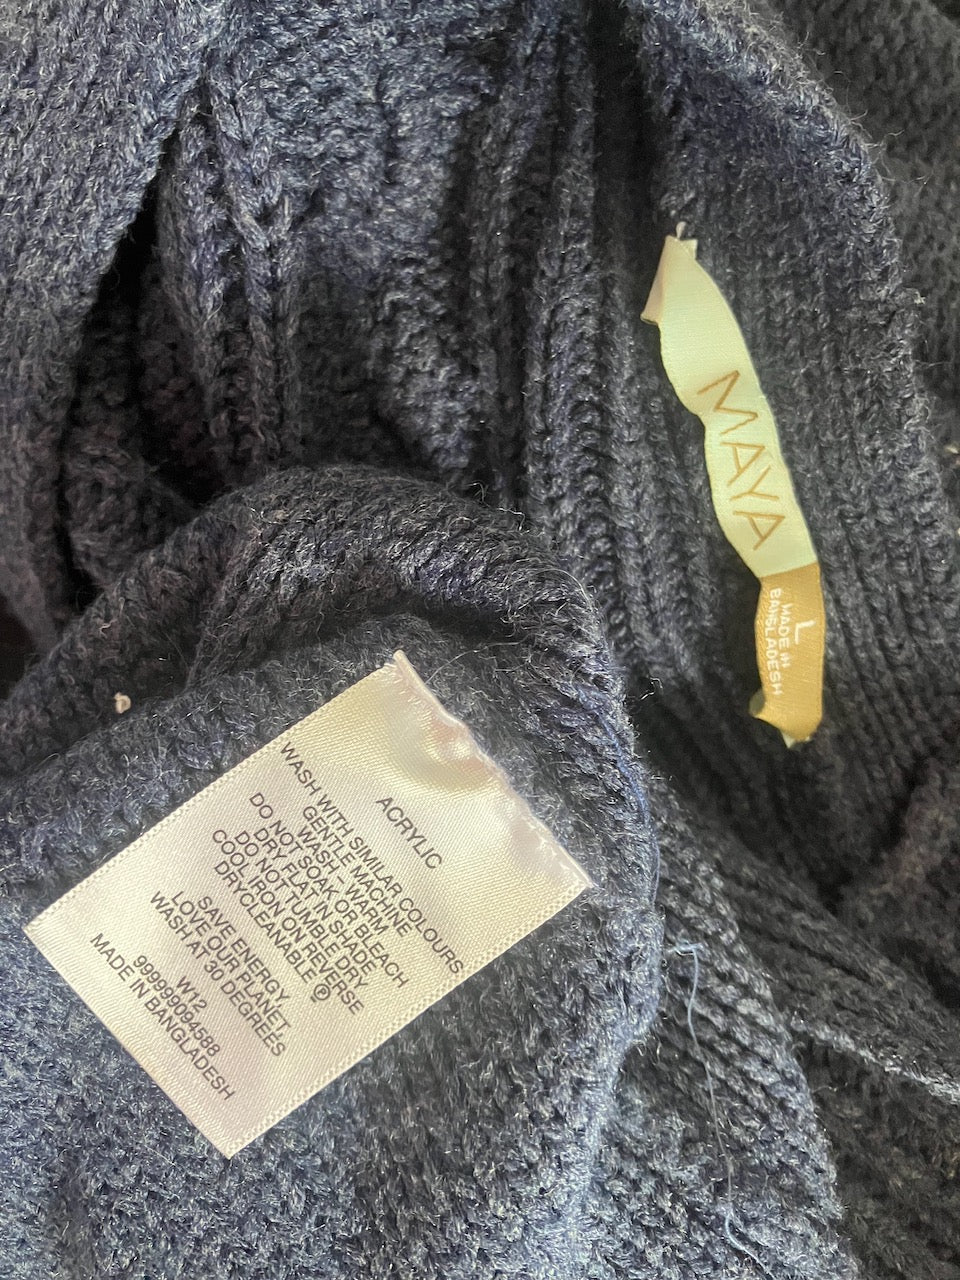 MAYA
L
MADE IN
BANGLADESH
ACRYLIC
WASH WITH SIMILAR COLOURS
GENTLE MACHINE
WASH - WARM
DO NOT SOAK OR BLEACH
DRY FLAT IN SHADE
DO NOT TUMBLE DRY
COOL IRON ON REVERSE
DRYCLEANABLE Ⓟ
SAVE ENERGY
LOVE OUR PLANET.
WASH AT 30 DEGREES
W12
99999094588
MADE IN BANGLADESH